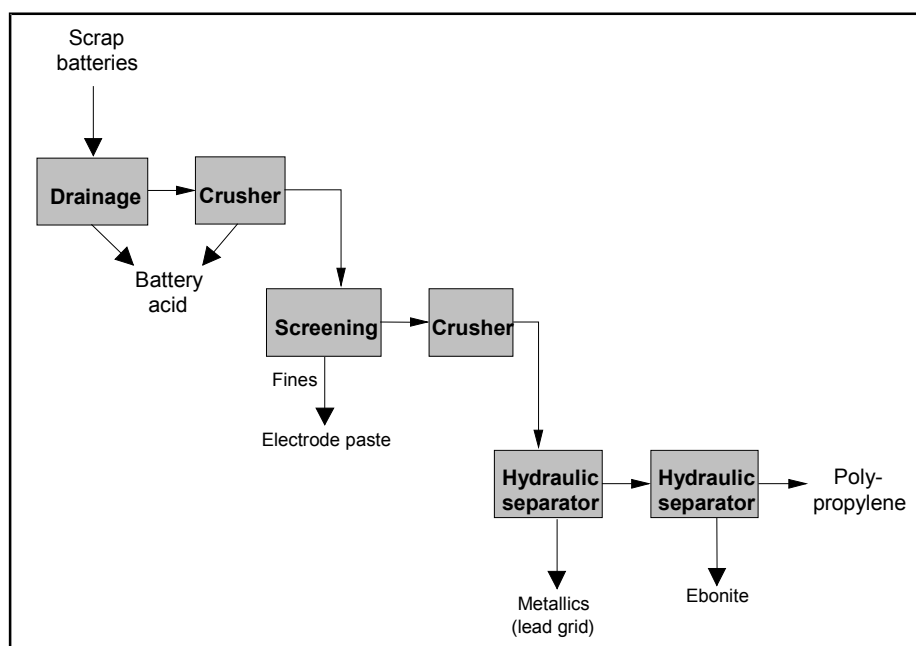 Scrap
batteries
Drainage
Crusher
Battery
acid
Screening
Crusher
Fines
Electrode paste
Hydraulic
separator
Hydraulic
separator
Poly-
propylene
Metallics
(lead grid)
Ebonite